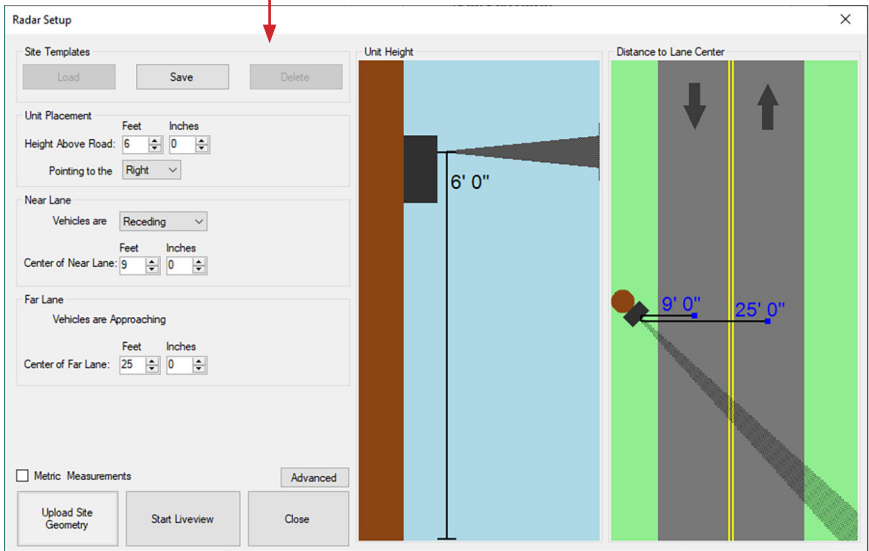 Radar Setup
Site Templates
Load Save Delete
Unit Placement
Feet Inches
Height Above Road: 6 0
Pointing to the Right
Near Lane
Vehicles are Receding
Feet Inches
Center of Near Lane: 9 0
Far Lane
Vehicles are Approaching
Feet Inches
Center of Far Lane: 25 0
Metric Measurements
Advanced
Upload Site
Geometry
Start Liveview
Close
Unit Height
6' 0"
Distance to Lane Center
9' 0"
25' 0"